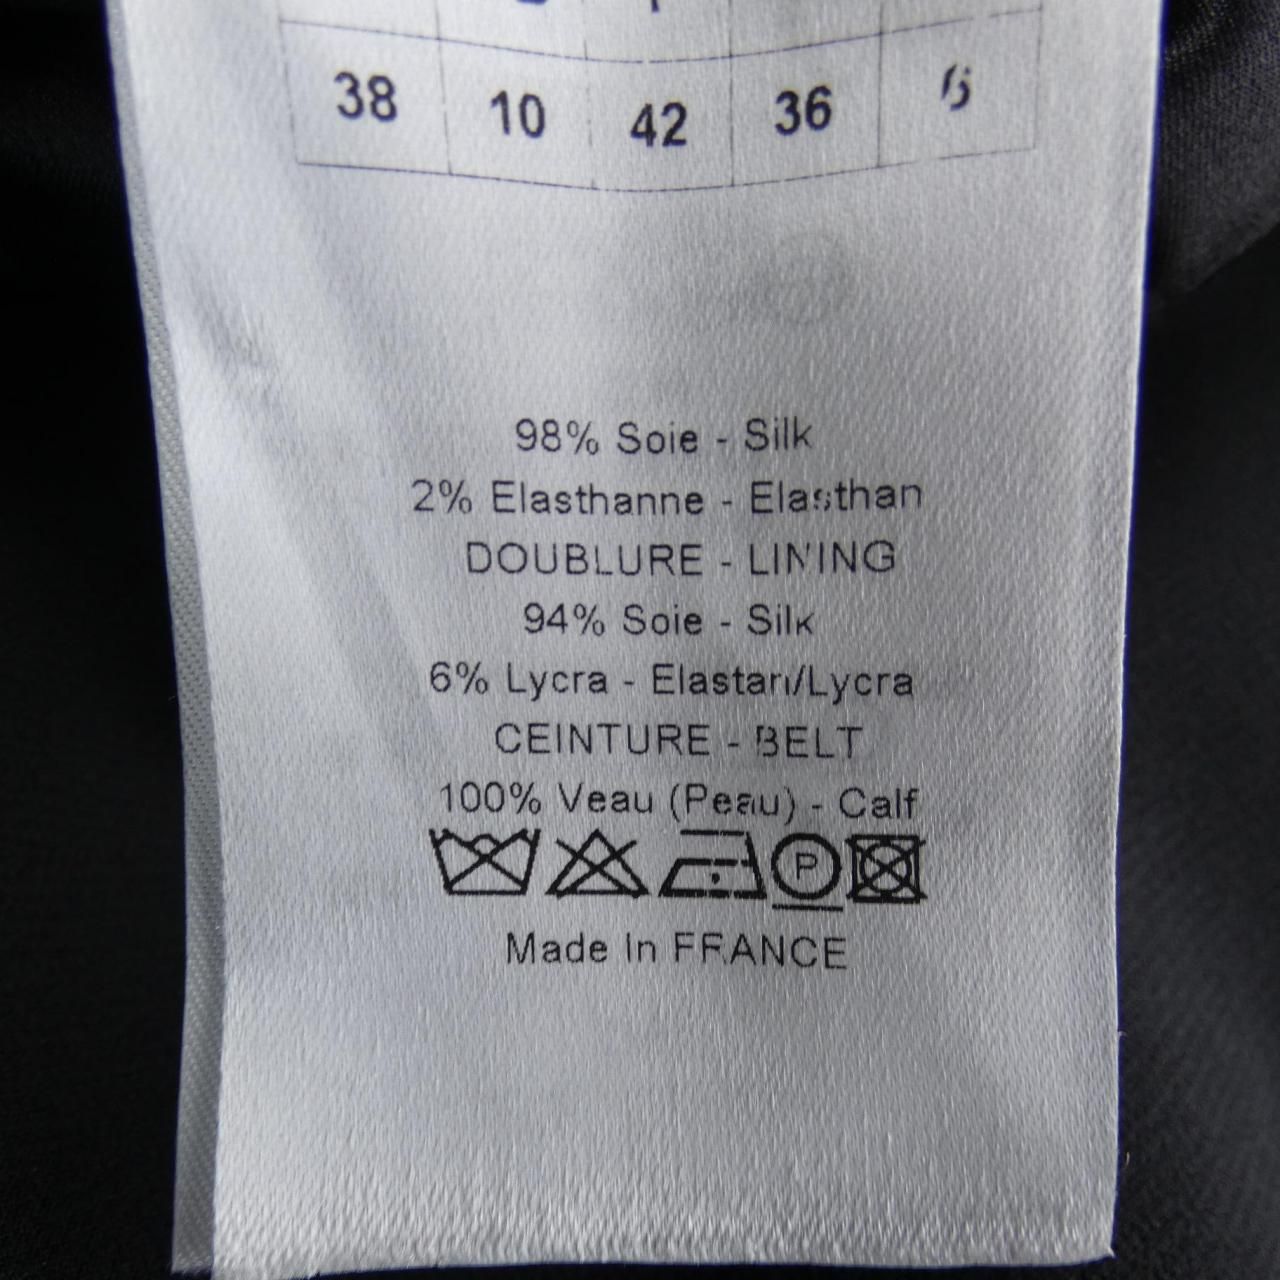 38 10 42 36 6
98% Soie - Silk
2% Elasthanne - Elasthan
DOUBLURE - LINING
94% Soie - Silk
6% Lycra - Elastan/Lycra
CEINTURE - BELT
100% Veau (Peau) - Calf
P
Made In FRANCE